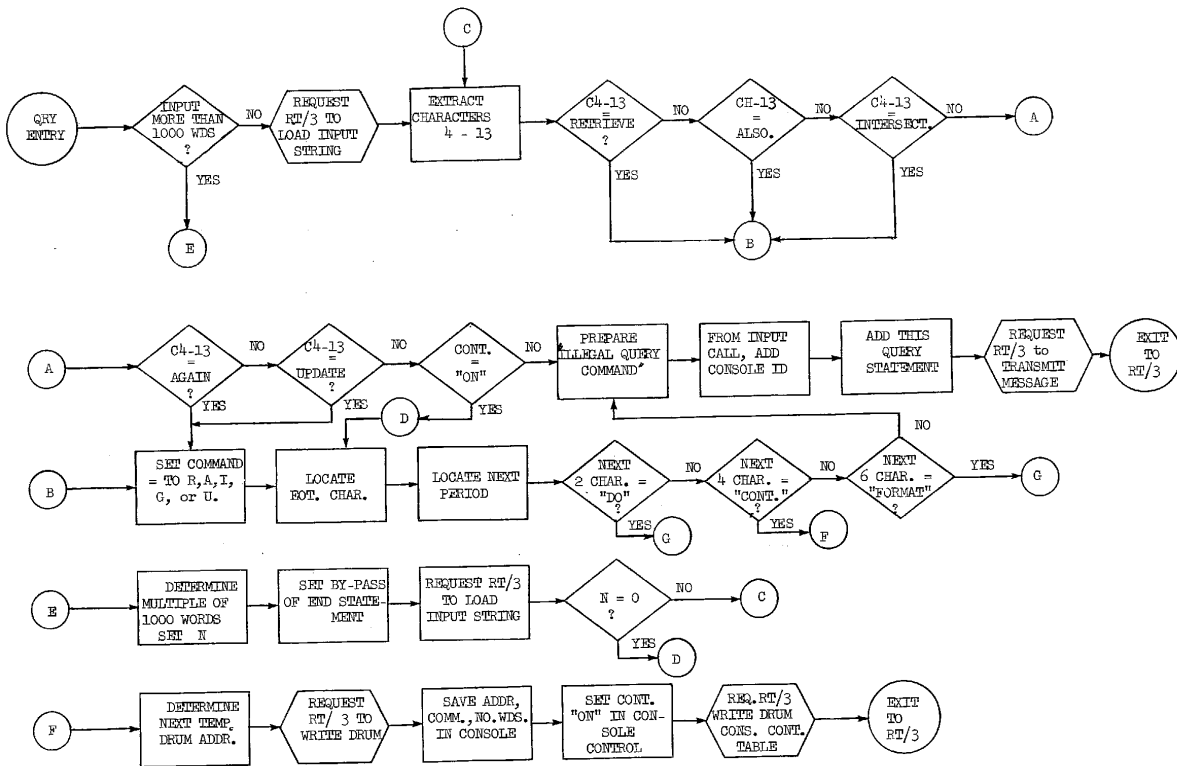 C
QRY
ENTRY
INPUT
MORE THAN
1000 WDS
?
NO
YES
E
REQUEST
RT/3 TO
LOAD INPUT
STRING
EXTRACT
CHARACTERS
4 - 13
C4-13
=
RETRIEVE
?
NO
YES
CH-13
=
ALSO.
NO
YES
C4-13
=
INTERSECT.
NO
YES
A
B
A
C4-13
=
AGAIN
?
NO
YES
C4-13
=
UPDATE
?
NO
YES
CONT.
=
"ON"
NO
YES
D
PREPARE
"ILLEGAL QUERY
COMMAND"
FROM INPUT
CALL, ADD
CONSOLE ID
ADD THIS
QUERY
STATEMENT
REQUEST
RT/3 to
TRANSMIT
MESSAGE
EXIT
TO
RT/3
B
SET COMMAND
= TO R,A,I,
G, or U.
LOCATE
EOT. CHAR.
LOCATE NEXT
PERIOD
NEXT
2 CHAR. =
"DO"
?
NO
YES
G
NEXT
4 CHAR. =
"CONT."
?
NO
YES
F
NEXT
6 CHAR. =
"FORMAT"
?
NO
YES
G
E
DETERMINE
MULTIPLE OF
1000 WORDS
SET N
SET BY-PASS
OF END STATE-
MENT
REQUEST RT/3
TO LOAD
INPUT STRING
N = 0
?
NO
C
YES
D
F
DETERMINE
NEXT TEMP.
DRUM ADDR.
REQUEST
RT/ 3 TO
WRITE DRUM
SAVE ADDR,
COMM.,NO.WDS.
IN CONSOLE
SET CONT.
"ON" IN CON-
SOLE
CONTROL
REQ.RT/3
WRITE DRUM
CONS. CONT.
TABLE
EXIT
TO
RT/3